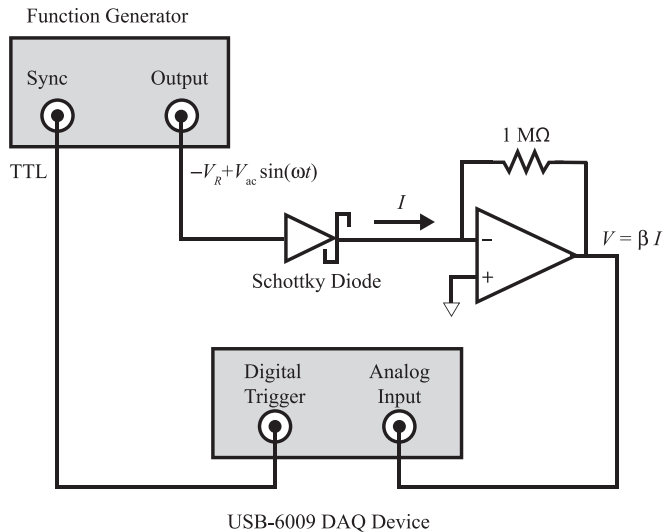 Function Generator
Sync
Output
TTL
−V_R+V_ac sin(ωt)
1 MΩ
I
−
+
V = β I
Schottky Diode
Digital
Trigger
Analog
Input
USB-6009 DAQ Device